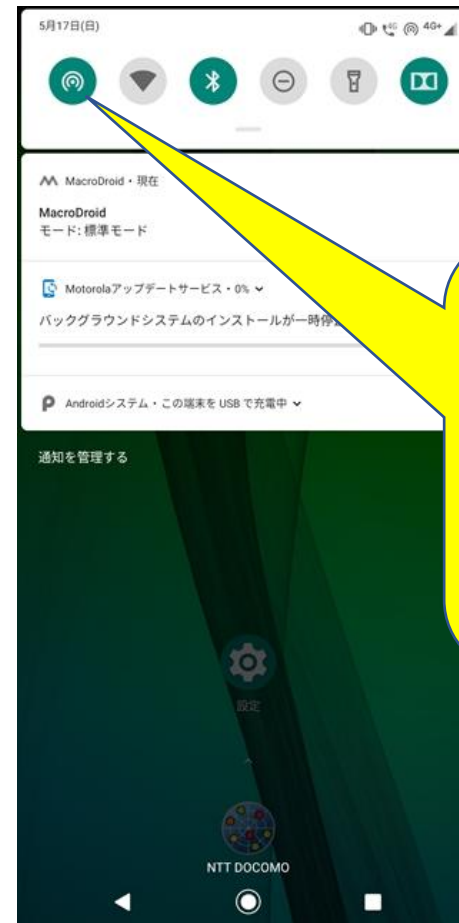 5月17日(日)
4G 4G+
MacroDroid・現在
MacroDroid
モード: 標準モード
Motorolaアップデートサービス・0%
バックグラウンドシステムのインストールが一時停
Androidシステム・この端末を USB で充電中
通知を管理する
設定
NTT DOCOMO